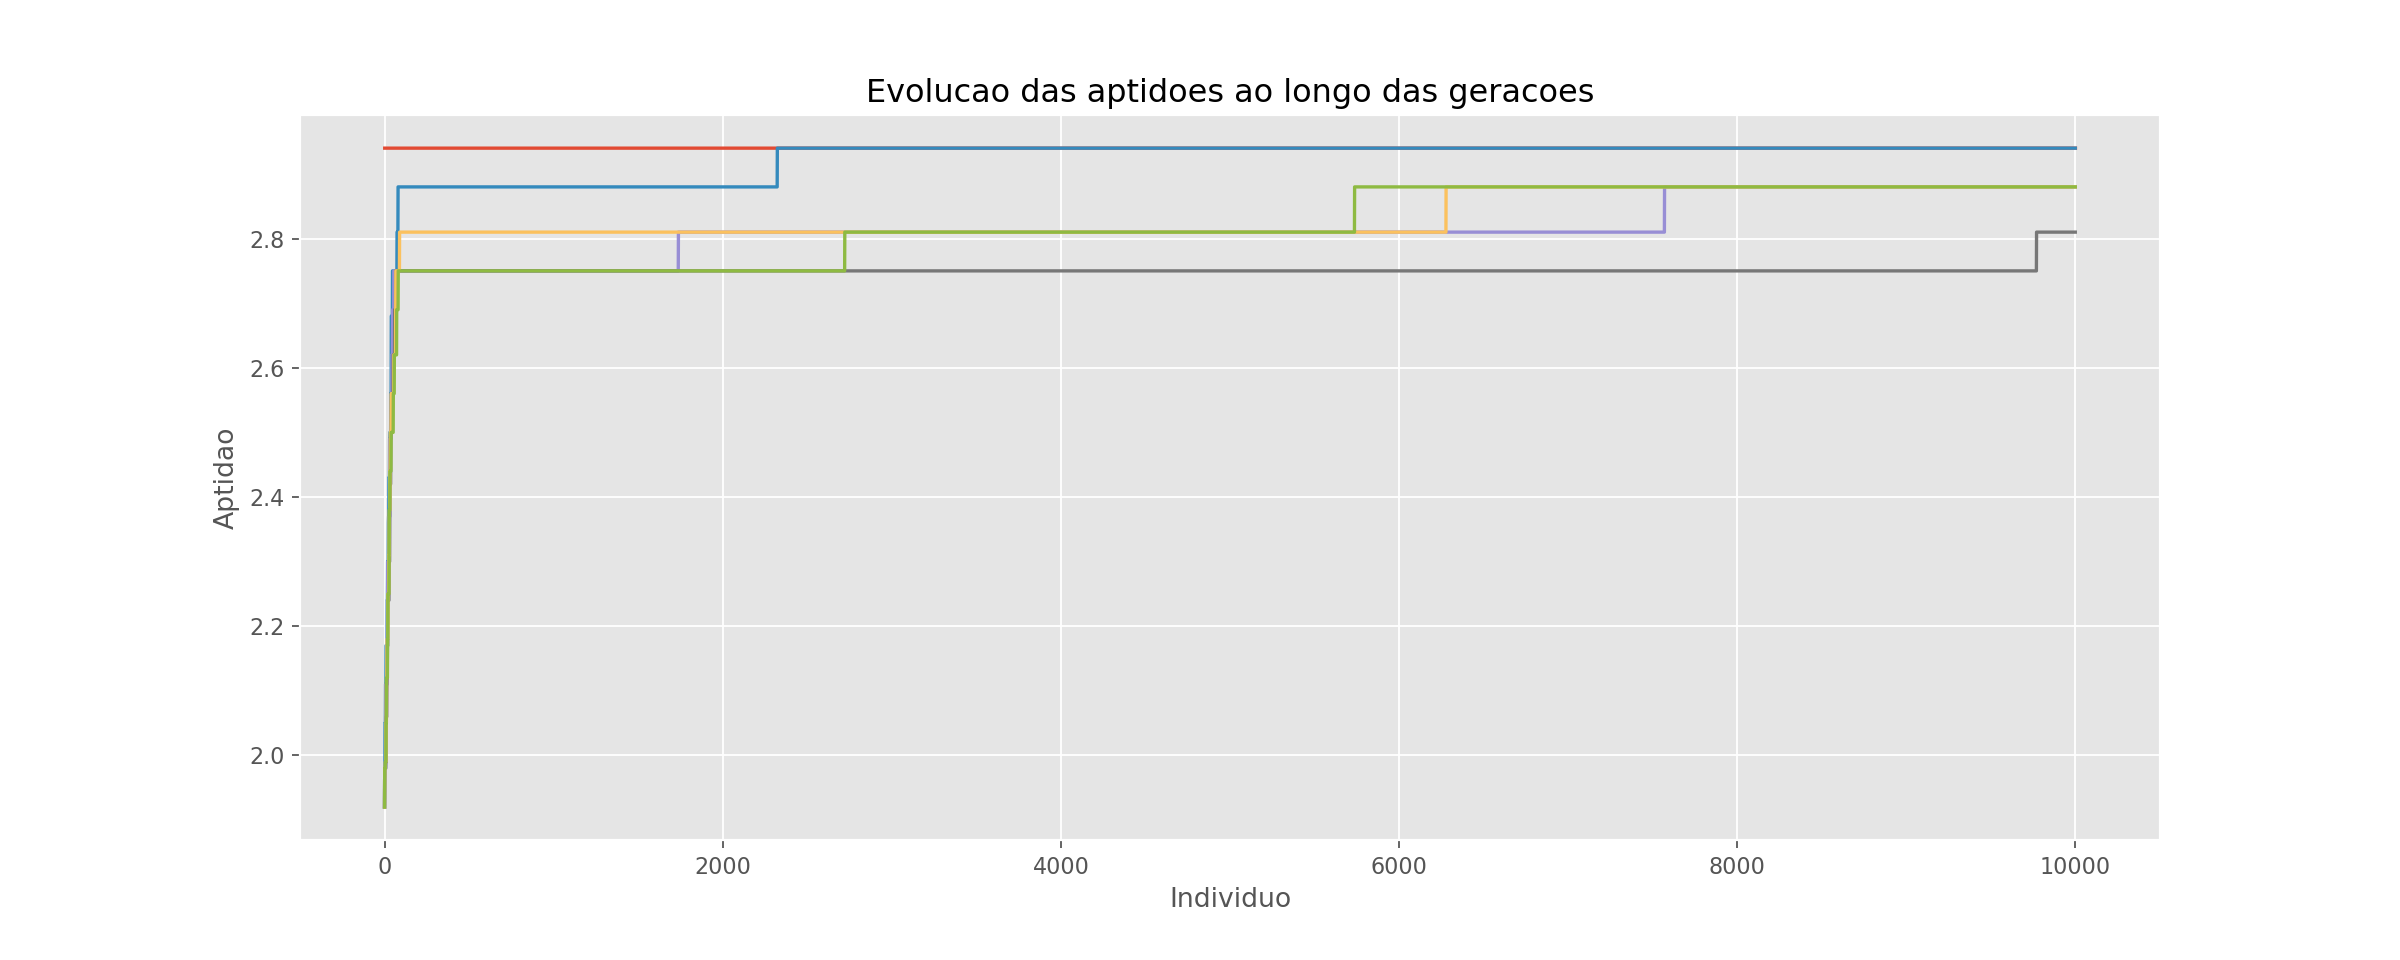 Evolucao das aptidoes ao longo das geracoes
Aptidao
2.8
2.6
2.4
2.2
2.0
0 2000 4000 6000 8000 10000
Individuo